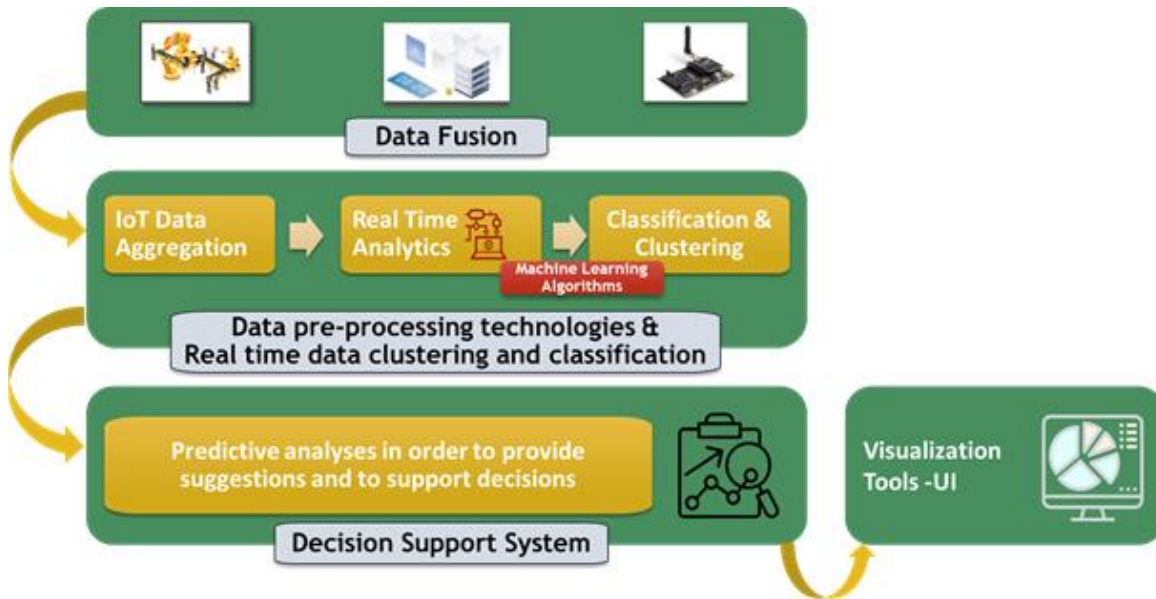 Data Fusion
IoT Data
Aggregation
Real Time
Analytics
Classification &
Clustering
Machine Learning
Algorithms
Data pre-processing technologies &
Real time data clustering and classification
Predictive analyses in order to provide
suggestions and to support decisions
Decision Support System
Visualization
Tools -UI